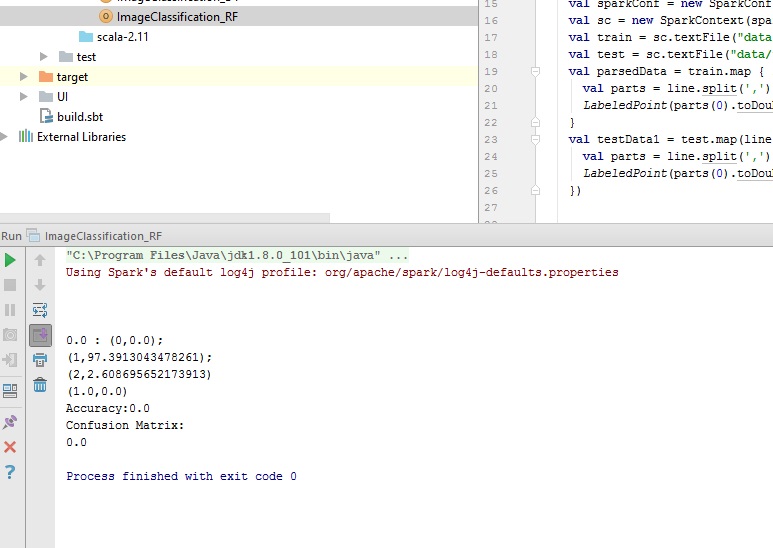 ImageClassification_RF
scala-2.11
test
target
UI
build.sbt
External Libraries
15 val sparkConf = new SparkConf
16 val sc = new SparkContext(spa
17 val train = sc.textFile("data
18 val test = sc.textFile("data/
19 val parsedData = train.map {
20 val parts = line.split(',')
21 LabeledPoint(parts(0).toDou
22 }
23 val testData1 = test.map(line
24 val parts = line.split(',')
25 LabeledPoint(parts(0).toDou
26 })
27
Run ImageClassification_RF
"C:\Program Files\Java\jdk1.8.0_101\bin\java" ...
Using Spark's default log4j profile: org/apache/spark/log4j-defaults.properties
0.0 : (0,0.0);
(1,97.3913043478261);
(2,2.608695652173913)
(1.0,0.0)
Accuracy:0.0
Confusion Matrix:
0.0
Process finished with exit code 0